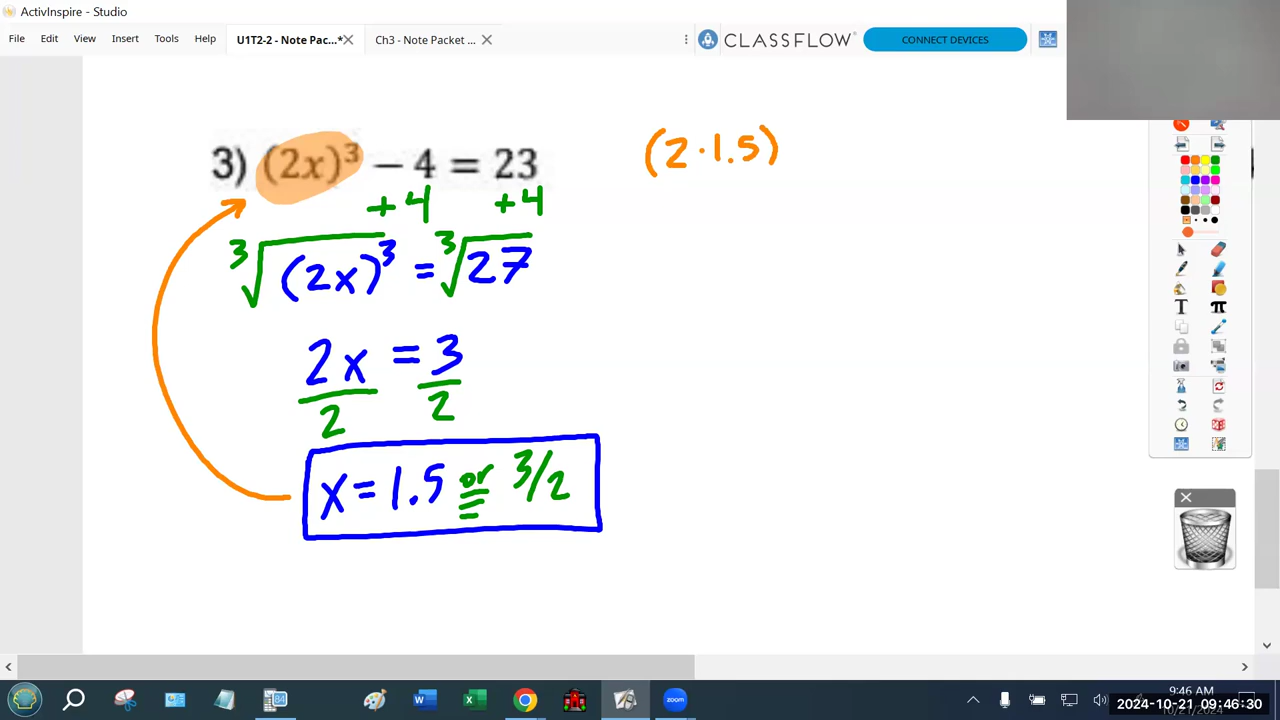 ActivInspire - Studio
File Edit View Insert Tools Help U1T2-2 - Note Pac...* Ch3 - Note Packet ... CLASSFLOW CONNECT DEVICES
3) (2x)³ − 4 = 23
(2·1.5)
+4 +4
∛(2x)³ = ∛27
2x = 3
2 2
x = 1.5 or 3/2
9:46 AM
2024-10-21 09:46:30